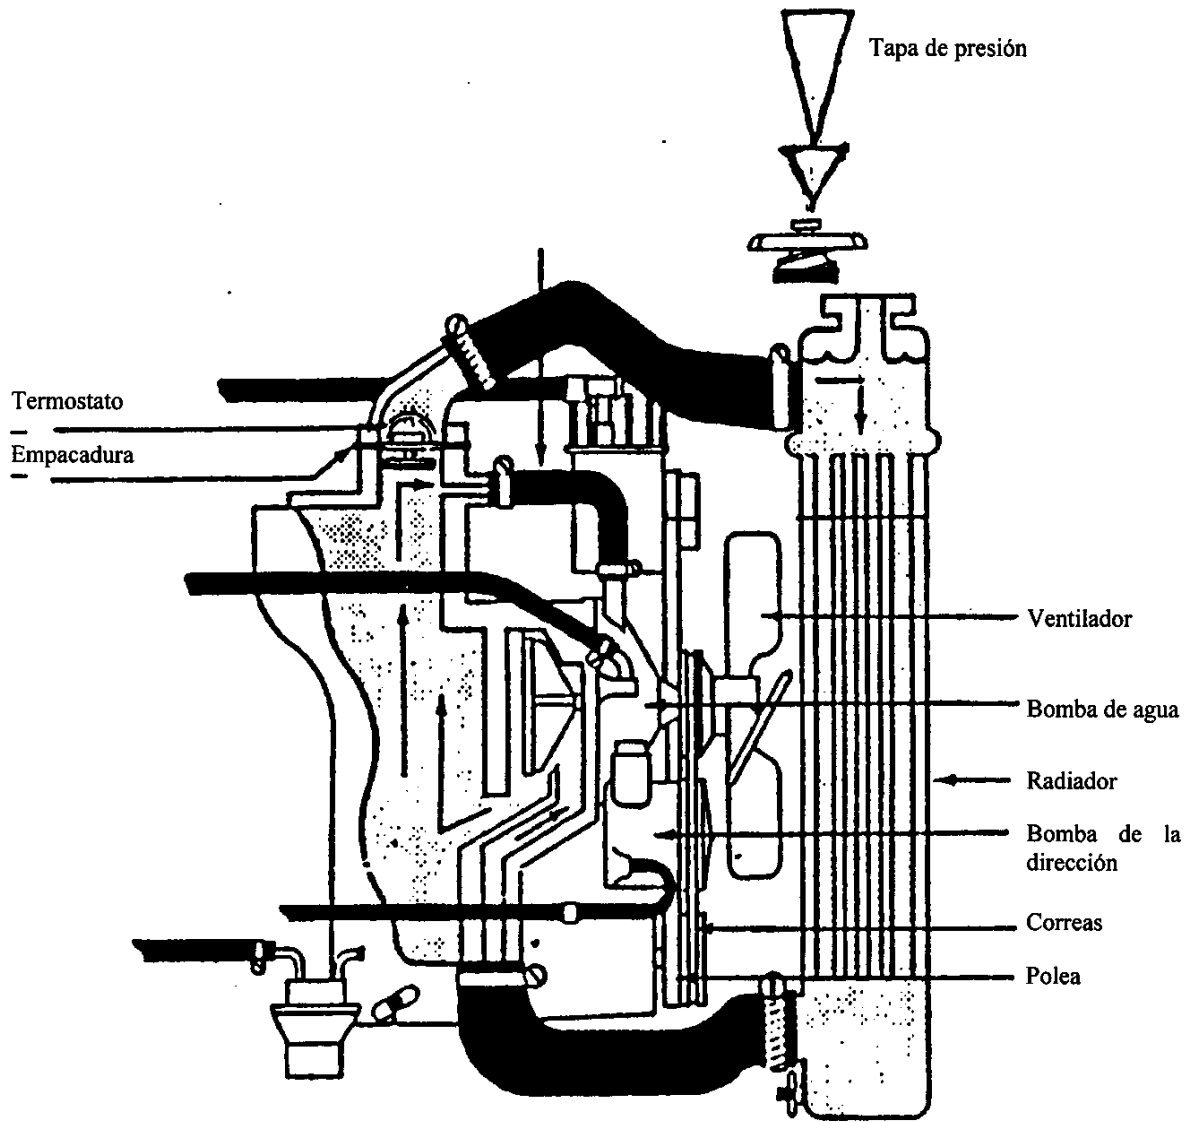 Tapa de presión
Termostato
Empacadura
Ventilador
Bomba de agua
Radiador
Bomba de la
dirección
Correas
Polea